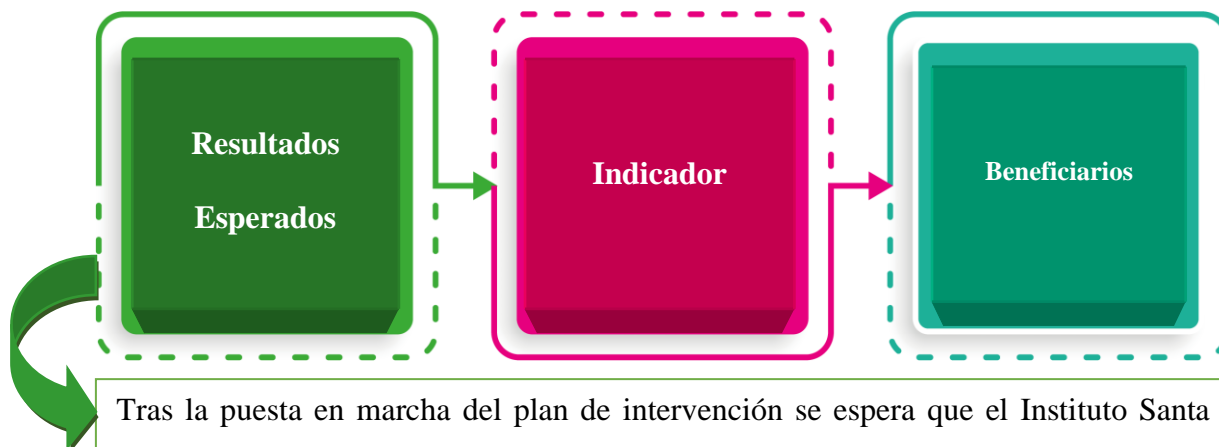 Resultados
Esperados
Indicador
Beneficiarios
Tras la puesta en marcha del plan de intervención se espera que el Instituto Santa